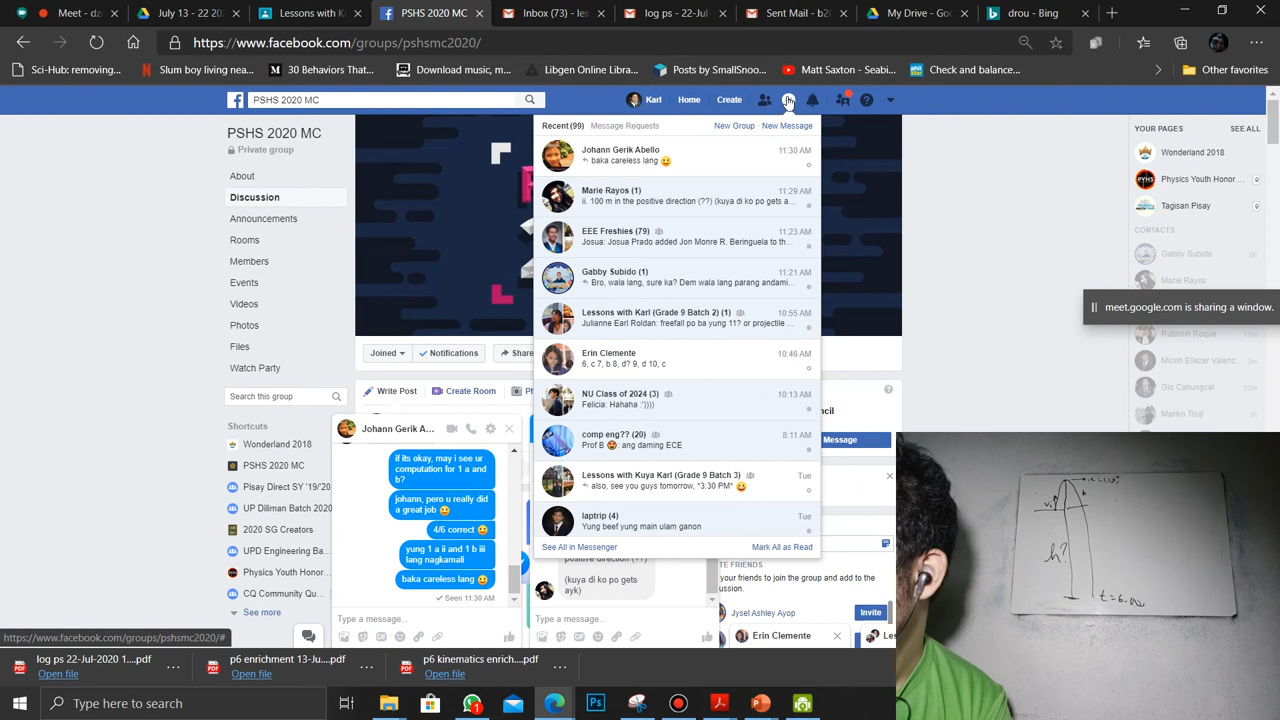 Meet - dz
July 13 - 22 20
Lessons with K
PSHS 2020 MC
Inbox (73) - les
log ps - 22-Jul
Sent Mail - b20
My Drive - Goo
drou - Bing
https://www.facebook.com/groups/pshsmc2020/
Sci-Hub: removing...
Slum boy living nea...
30 Behaviors That...
Download music, m...
Libgen Online Libra...
Posts by SmallSnoo...
Matt Saxton - Seabi...
Check and balance...
Other favorites
PSHS 2020 MC
Karl
Home
Create
PSHS 2020 MC
Private group
About
Discussion
Announcements
Rooms
Members
Events
Videos
Photos
Files
Watch Party
Search this group
Shortcuts
Wonderland 2018
PSHS 2020 MC
Pisay Direct SY '19/'20
UP Diliman Batch 2020
2020 SG Creators
UPD Engineering Ba...
Physics Youth Honor...
CQ Community Qu...
See more
Joined
Notifications
Share
Write Post
Create Room
Recent (99)
Message Requests
New Group
New Message
Johann Gerik Abello
11:30 AM
baka careless lang
Marie Rayos (1)
11:29 AM
ii. 100 m in the positive direction (??) (kuya di ko po gets a...
EEE Freshies (79)
11:23 AM
Josua: Josua Prado added Jon Monre R. Beringuela to th...
Gabby Subido (1)
11:21 AM
Bro, wala lang, sure ka? Dem wala lang parang andami...
Lessons with Karl (Grade 9 Batch 2) (1)
10:55 AM
Julianne Earl Roldan: freefall po ba yung 11? or projectile ...
Erin Clemente
10:46 AM
6, c 7, b 8, d? 9, d 10, c
NU Class of 2024 (3)
10:13 AM
Felicia: Hahaha :'))))
comp eng?? (20)
8:11 AM
Prof B : ang daming ECE
Lessons with Kuya Karl (Grade 9 Batch 3)
Tue
also, see you guys tomorrow, *3:30 PM*
laptrip (4)
Tue
Yung beef yung main ulam ganon
See All in Messenger
Mark All as Read
Johann Gerik A...
if its okay, may i see ur
computation for 1 a and
b?
johann, pero u really did
a great job
4/6 correct
yung 1 a ii and 1 b iii
lang nagkamali
baka careless lang
Seen 11:30 AM
Type a message...
positive direction (??)
(kuya di ko po gets
ayk)
Type a message...
Message
Invite
Jysel Ashley Ayop
your friends to join the group and add to the
Erin Clemente
YOUR PAGES
SEE ALL
Wonderland 2018
Physics Youth Honor ...
Tagisan Pisay
CONTACTS
Gabby Subido
Marie Rayos
meet.google.com is sharing a window.
Rubimin Roque
Micoh Eliezer Valenz...
Gio Cabungcal
Mariko Tsuji
h?
https://www.facebook.com/groups/pshsmc2020/#
log ps 22-Jul-2020 1....pdf
Open file
p6 enrichment 13-Ju....pdf
Open file
p6 kinematics enrich....pdf
Open file
Type here to search